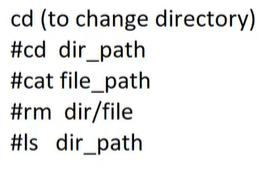 cd (to change directory)
#cd  dir_path
#cat file_path
#rm  dir/file
#ls   dir_path